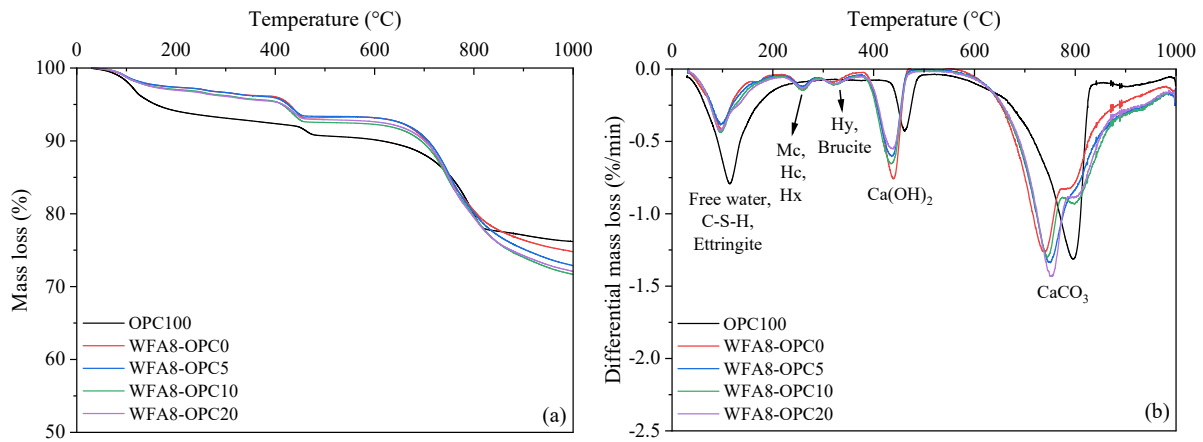 Temperature (°C)
0 200 400 600 800 1000
100
90
80
70
60
50
Mass loss (%)
OPC100
WFA8-OPC0
WFA8-OPC5
WFA8-OPC10
WFA8-OPC20
(a)
Temperature (°C)
0 200 400 600 800 1000
0.0
-0.5
-1.0
-1.5
-2.0
-2.5
Differential mass loss (%/min)
Free water,
C-S-H,
Ettringite
Mc,
Hc,
Hx
Hy,
Brucite
Ca(OH)₂
CaCO₃
OPC100
WFA8-OPC0
WFA8-OPC5
WFA8-OPC10
WFA8-OPC20
(b)